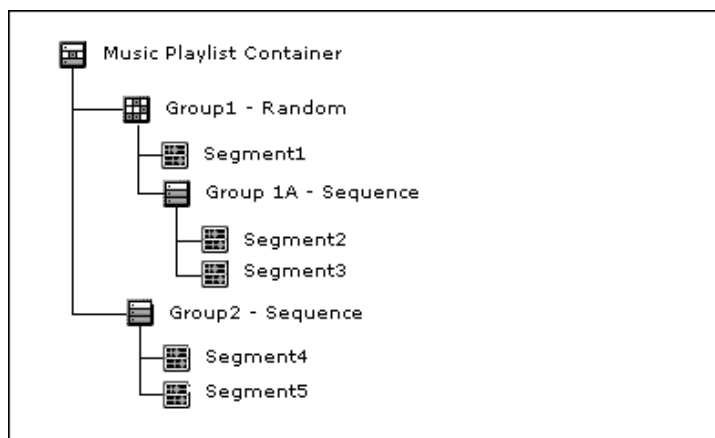 Music Playlist Container
Group1 - Random
Segment1
Group 1A - Sequence
Segment2
Segment3
Group2 - Sequence
Segment4
Segment5